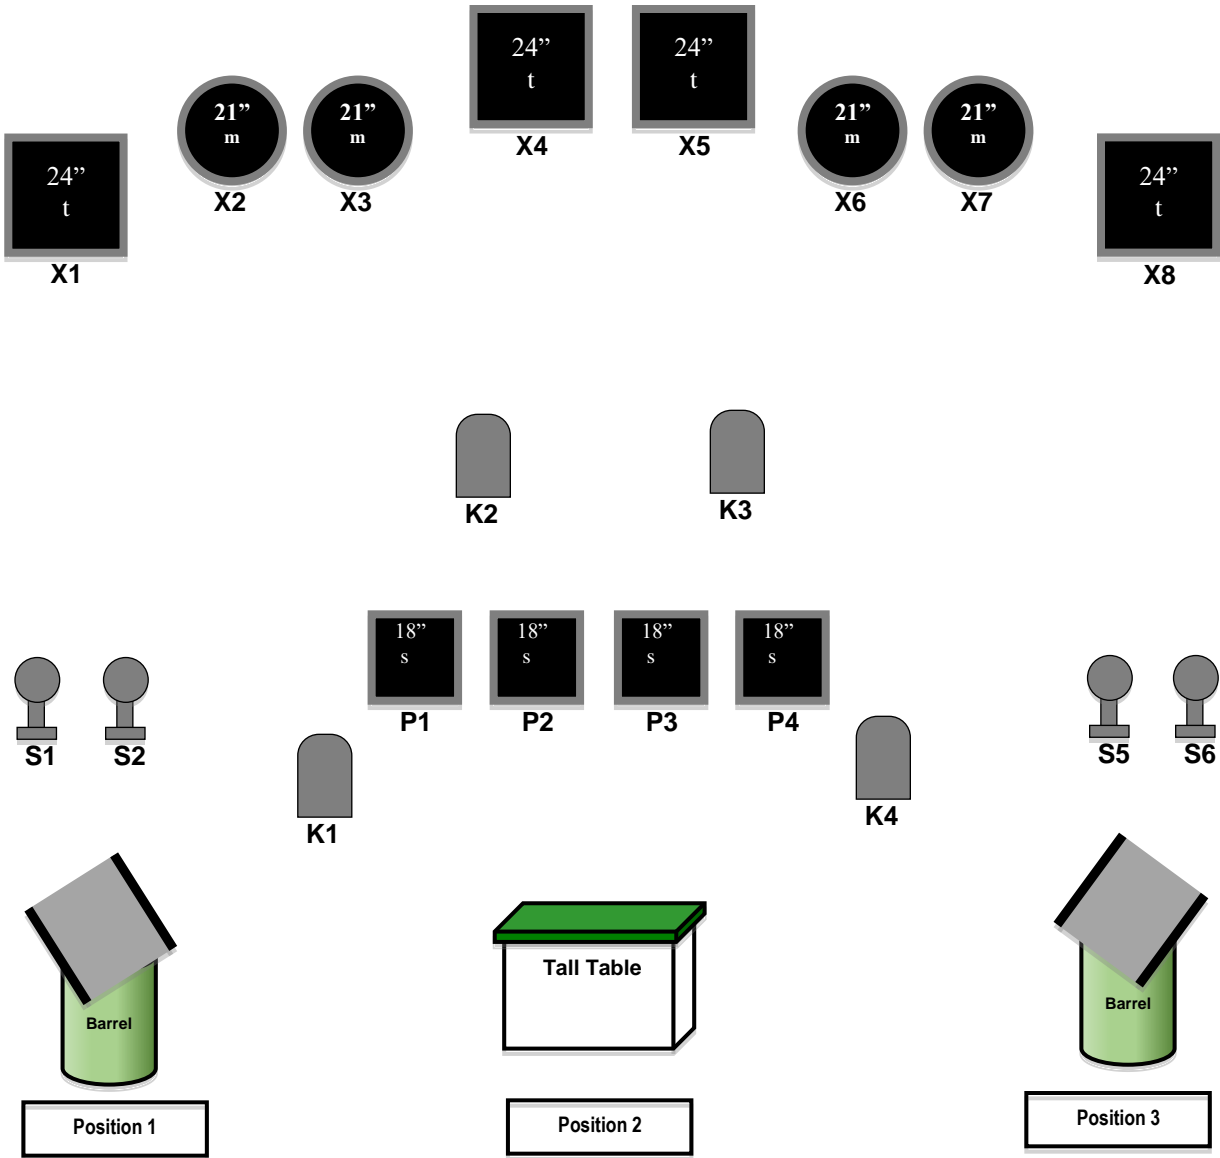 24”
t
24”
t
21”
m
21”
m
21”
m
21”
m
X4
X5
24”
t
24”
t
X2
X3
X6
X7
X1
X8
K2
K3
18”
s
18”
s
18”
s
18”
s
P1
P2
P3
P4
S1
S2
S5
S6
K1
K4
Tall Table
Barrel
Barrel
Position 1
Position 2
Position 3